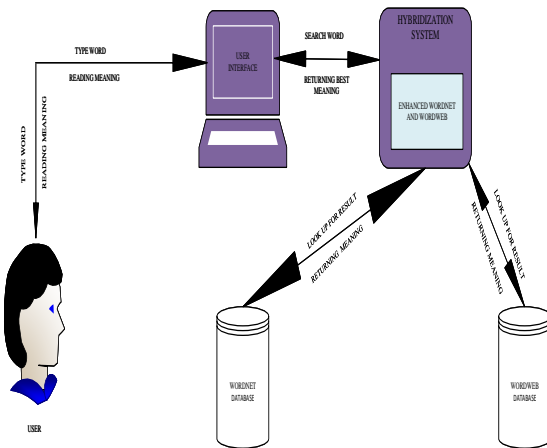 TYPE WORD
READING MEANING
TYPE WORD
READING MEANING
USER
INTERFACE
SEARCH WORD
RETURNING BEST
MEANING
HYBRIDIZATION
SYSTEM
ENHANCED WORDNET
AND WORDWEB
LOOK UP FOR RESULT
RETURNING MEANING
LOOK UP FOR RESULT
RETURNING MEANING
WORDNET
DATABASE
WORDWEB
DATABASE
USER